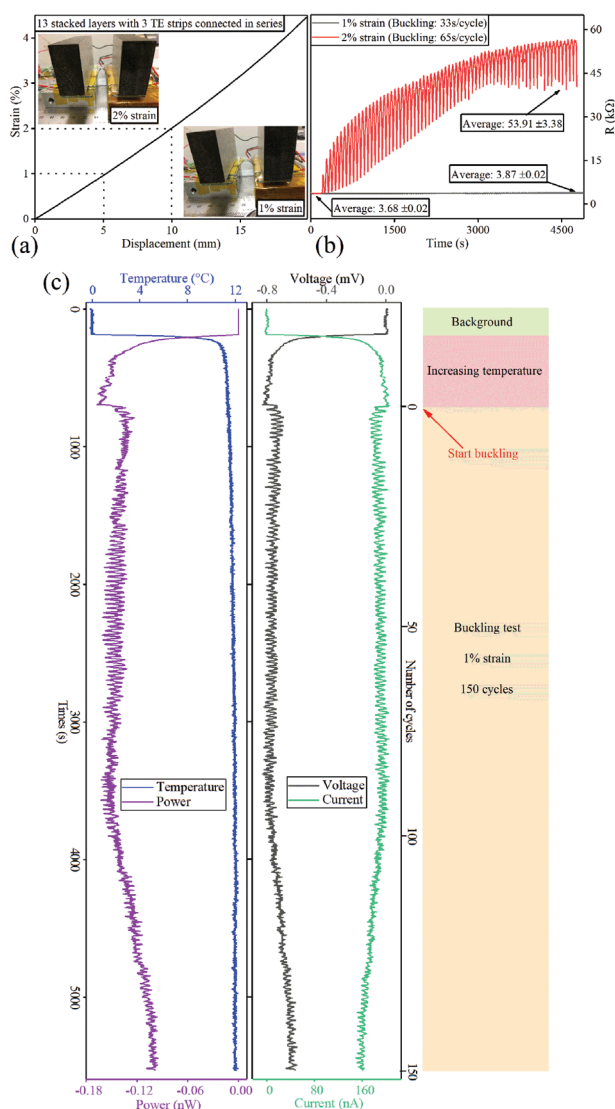 13 stacked layers with 3 TE strips connected in series
4
3
2
1
0
Strain (%)
2% strain
1% strain
0
5
10
15
Displacement (mm)
(a)
1% strain (Buckling: 33s/cycle)
2% strain (Buckling: 65s/cycle)
60
45
30
15
0
R (kΩ)
Average: 53.91 ±3.38
Average: 3.87 ±0.02
Average: 3.68 ±0.02
0
1500
3000
4500
Time (s)
(b)
(c)
Temperature (°C)
0
4
8
12
Voltage (mV)
-0.8
-0.4
0.0
0
1000
2000
3000
4000
5000
Times (s)
Temperature
Power
Voltage
Current
0
50
100
150
Number of cycles
Background
Increasing temperature
Start buckling
Buckling test
1% strain
150 cycles
-0.18
-0.12
-0.06
0.00
Power (nW)
0
80
160
Current (nA)